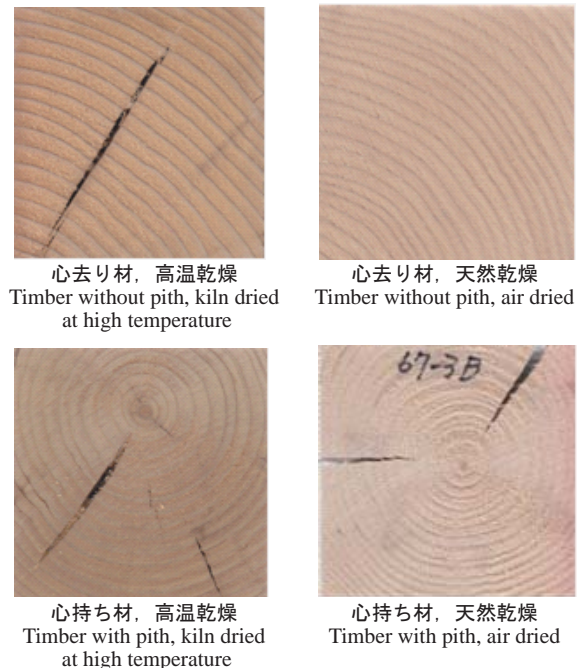 心去り材，高温乾燥
Timber without pith, kiln dried
at high temperature
心去り材，天然乾燥
Timber without pith, air dried
67-3B
心持ち材，高温乾燥
Timber with pith, kiln dried
at high temperature
心持ち材，天然乾燥
Timber with pith, air dried